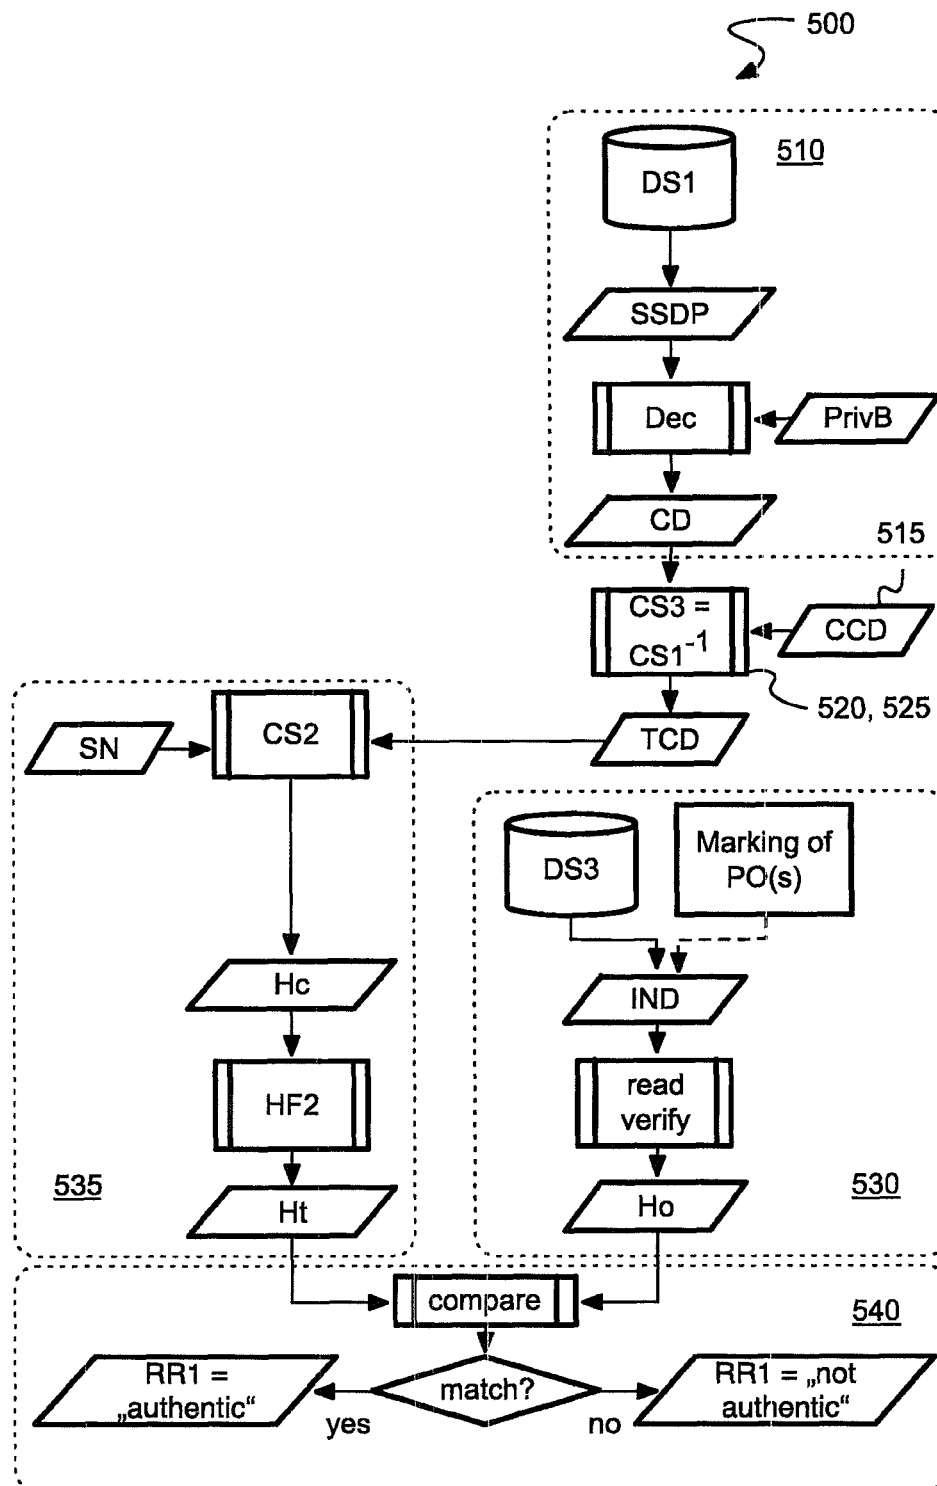 500
510
DS1
SSDP
Dec
PrivB
CD
515
CS3 =
CS1⁻¹
CCD
520, 525
SN
CS2
TCD
DS3
Marking of
PO(s)
Hc
IND
HF2
read
verify
535
Ht
Ho
530
compare
540
RR1 =
„authentic“
match?
RR1 = „not
authentic“
yes
no